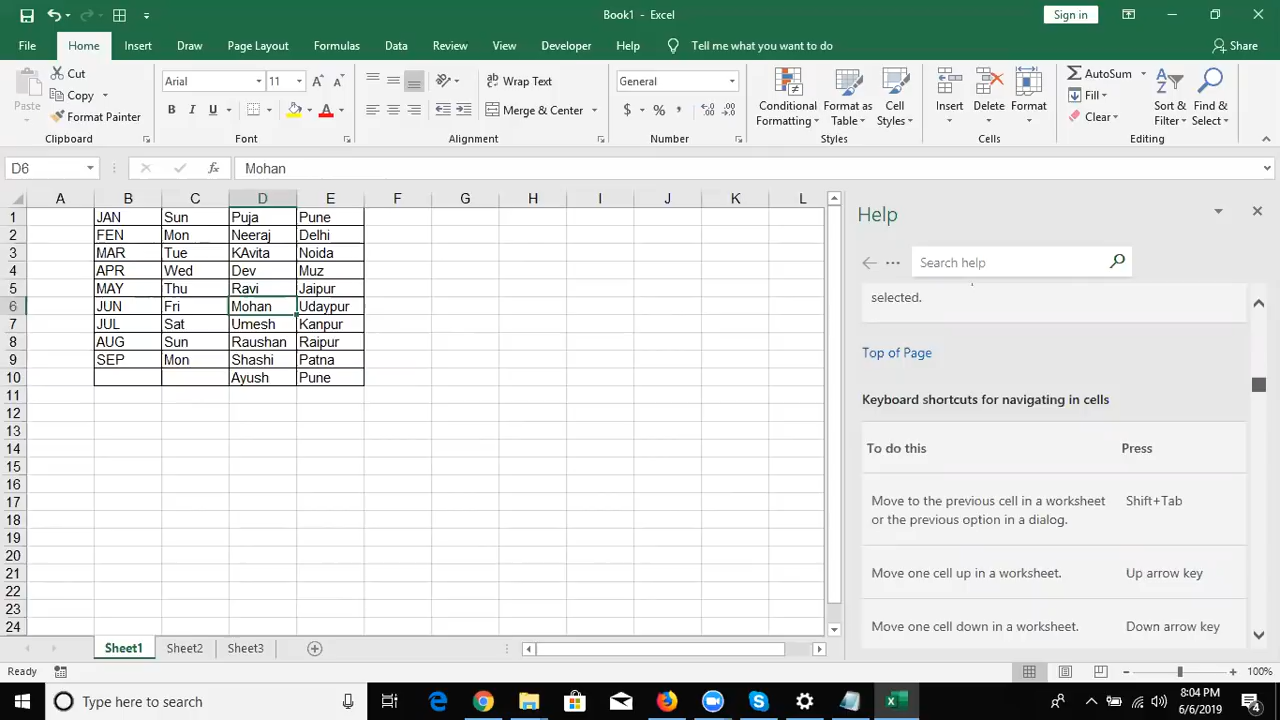 Book1 - Excel
Sign in
File Home Insert Draw Page Layout Formulas Data Review View Developer Help Tell me what you want to do Share
Paste
Cut
Copy
Format Painter
Clipboard
Arial 11
B I U
Font
Wrap Text
Merge & Center
Alignment
General
$ % ,
Number
Conditional Formatting
Format as Table
Cell Styles
Styles
Insert
Delete
Format
Cells
AutoSum
Fill
Clear
Sort & Filter
Find & Select
Editing
D6 fx Mohan
A B C D E F G H I J K L
1 JAN Sun Puja Pune
2 FEN Mon Neeraj Delhi
3 MAR Tue KAvita Noida
4 APR Wed Dev Muz
5 MAY Thu Ravi Jaipur
6 JUN Fri Mohan Udaypur
7 JUL Sat Umesh Kanpur
8 AUG Sun Raushan Raipur
9 SEP Mon Shashi Patna
10 Ayush Pune
11
12
13
14
15
16
17
18
19
20
21
22
23
24
Help
Search help
selected.
Top of Page
Keyboard shortcuts for navigating in cells
To do this Press
Move to the previous cell in a worksheet Shift+Tab
or the previous option in a dialog.
Move one cell up in a worksheet. Up arrow key
Move one cell down in a worksheet. Down arrow key
Sheet1 Sheet2 Sheet3
Ready 100%
Type here to search
8:04 PM
6/6/2019
4